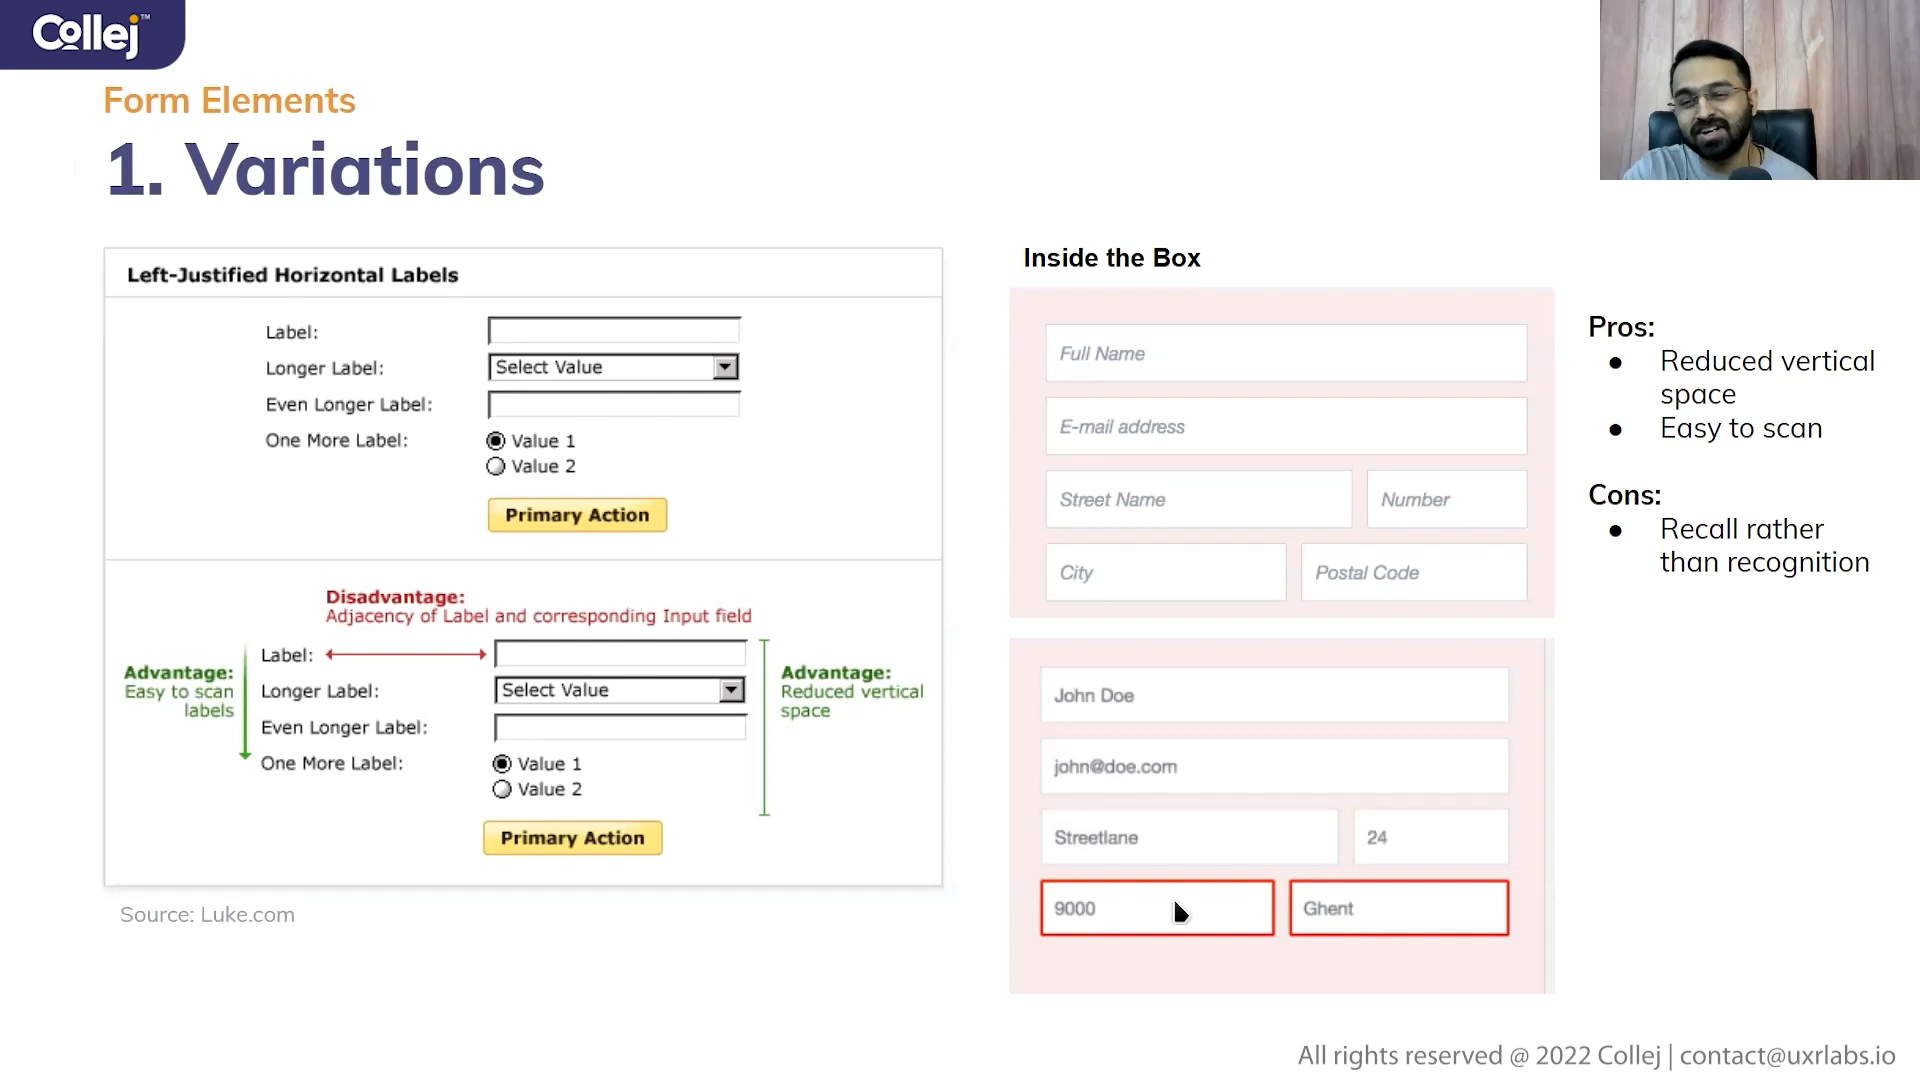 Collej™
Form Elements
1. Variations
Left-Justified Horizontal Labels
Label:
Longer Label:
Select Value
Even Longer Label:
One More Label:
Value 1
Value 2
Primary Action
Disadvantage:
Adjacency of Label and corresponding Input field
Advantage:
Easy to scan
labels
Label:
Longer Label:
Select Value
Even Longer Label:
One More Label:
Value 1
Value 2
Primary Action
Advantage:
Reduced vertical
space
Source: Luke.com
Inside the Box
Full Name
E-mail address
Street Name
Number
City
Postal Code
John Doe
john@doe.com
Streetlane
24
9000
Ghent
Pros:
● Reduced vertical
space
● Easy to scan
Cons:
● Recall rather
than recognition
All rights reserved @ 2022 Collej | contact@uxrlabs.io